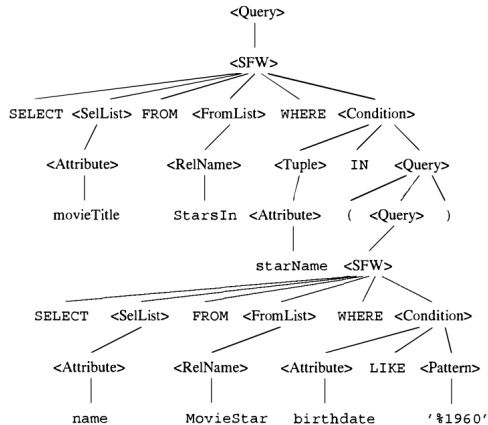 <Query>
<SFW>
SELECT <SelList> FROM <FromList> WHERE <Condition>
<Attribute> <RelName> <Tuple> IN <Query>
movieTitle StarsIn <Attribute> ( <Query> )
starName <SFW>
SELECT <SelList> FROM <FromList> WHERE <Condition>
<Attribute> <RelName> <Attribute> LIKE <Pattern>
name MovieStar birthdate '%1960'